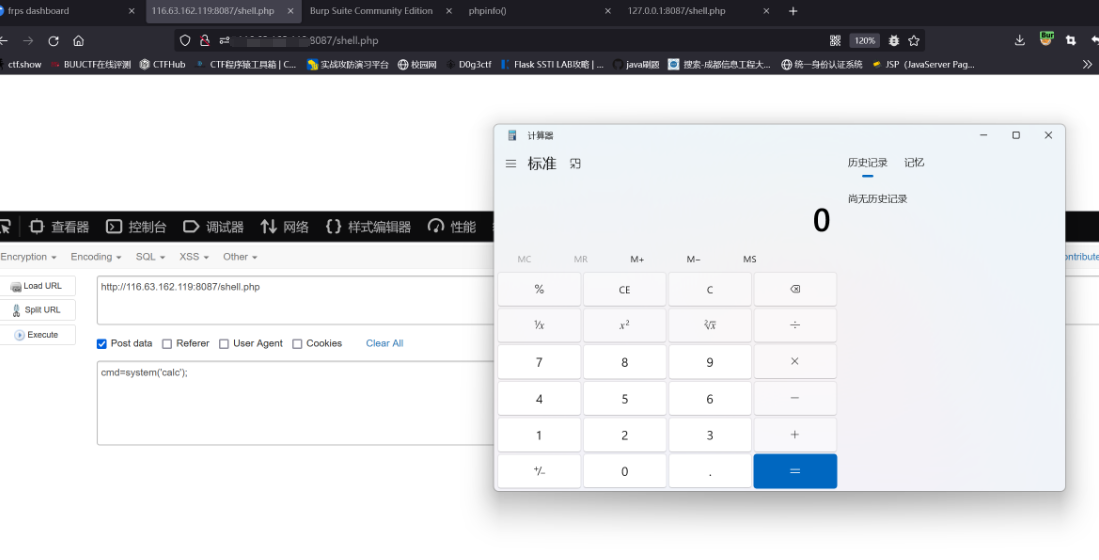 frps dashboard
116.63.162.119:8087/shell.php
Burp Suite Community Edition
phpinfo()
127.0.0.1:8087/shell.php
8087/shell.php
120%
ctf.show
BUUCTF在线评测
CTFHub
CTF程序猿工具箱 | C...
实战攻防演习平台
校园网
D0g3ctf
Flask SSTI LAB攻略 | ...
java刷题
搜索-成都信息工程大...
统一身份认证系统
JSP（JavaServer Pag...
查看器
控制台
调试器
网络
样式编辑器
性能
Encryption
Encoding
SQL
XSS
Other
Load URL
http://116.63.162.119:8087/shell.php
Split URL
Execute
Post data
Referer
User Agent
Cookies
Clear All
cmd=system('calc');
计算器
标准
历史记录
记忆
尚无历史记录
0
MC MR M+ M− MS
% CE C ⌫
¹/x x² ²√x ÷
7 8 9 ×
4 5 6 −
1 2 3 +
+/− 0 . =